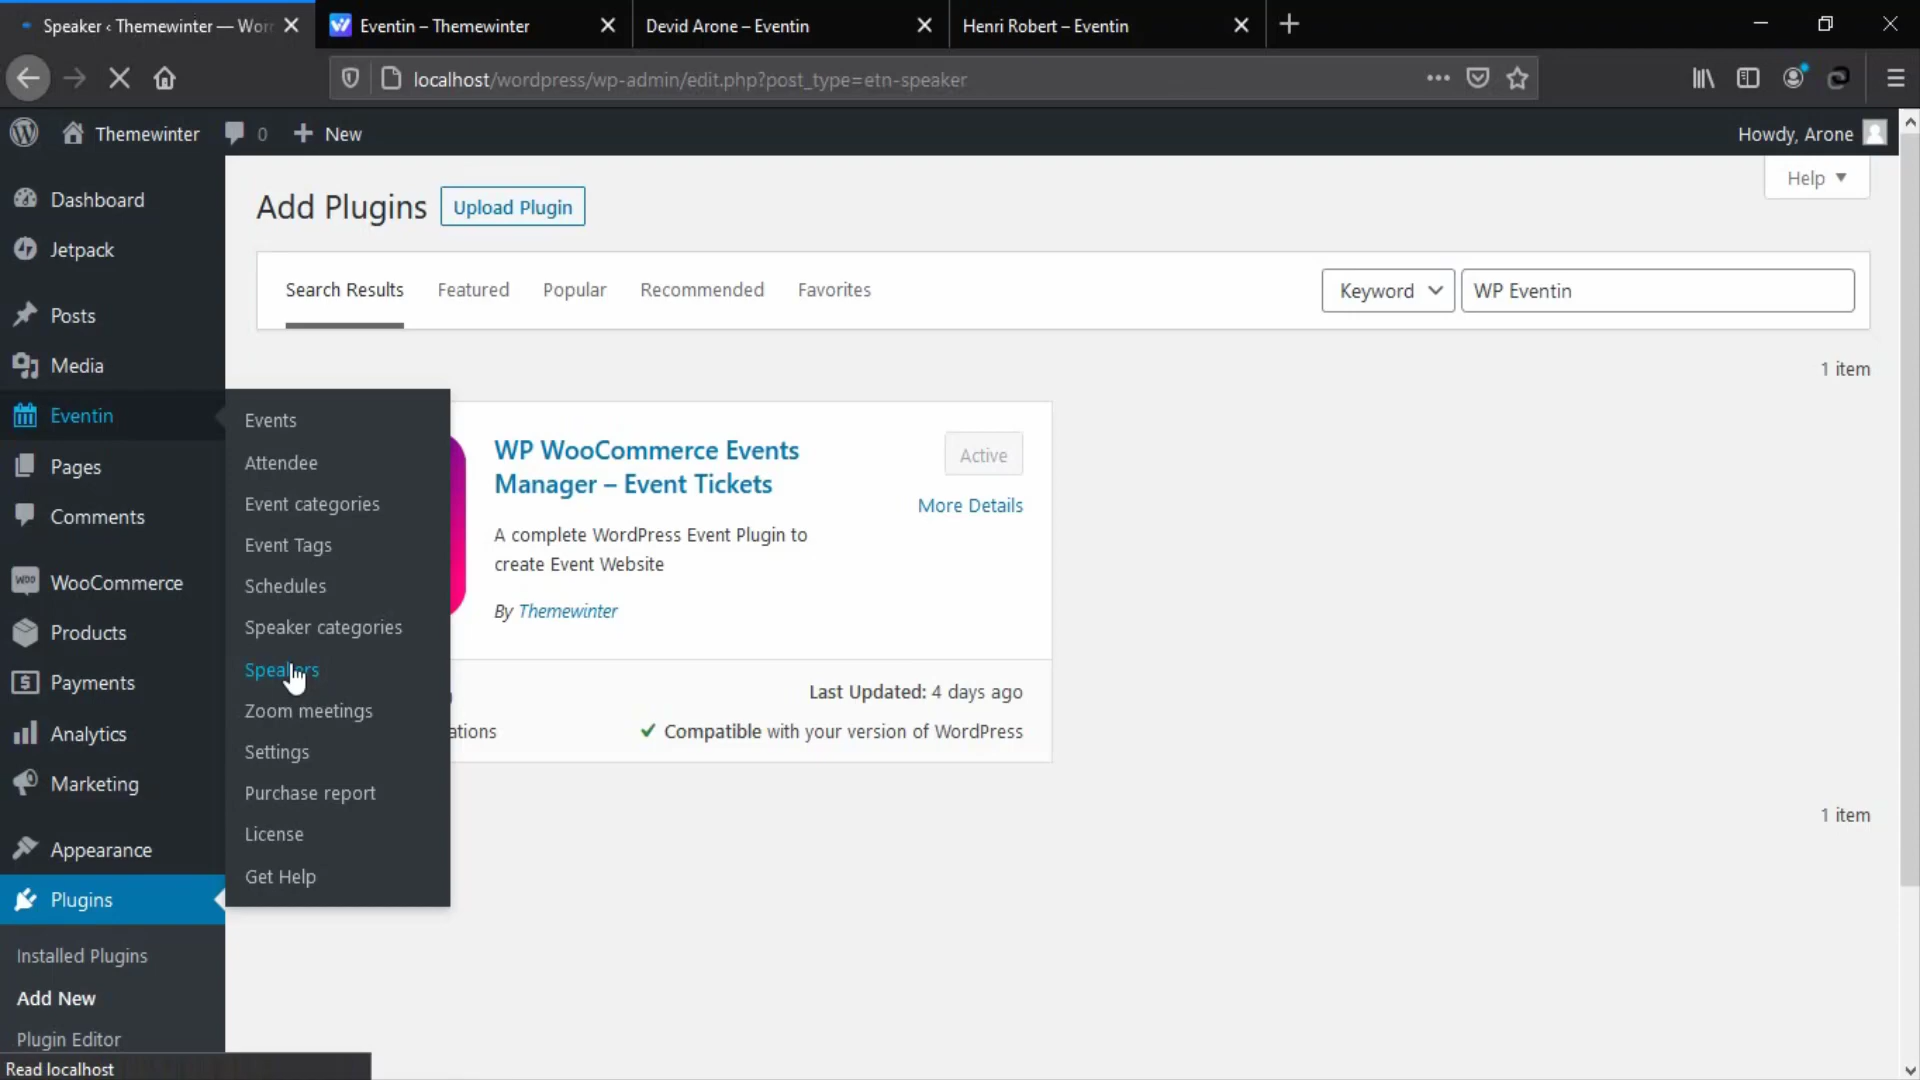 Speaker ‹ Themewinter — Wor
Eventin – Themewinter
Devid Arone – Eventin
Henri Robert – Eventin
localhost/wordpress/wp-admin/edit.php?post_type=etn-speaker
Themewinter
0
New
Howdy, Arone
Help
Dashboard
Jetpack
Posts
Media
Eventin
Pages
Comments
WooCommerce
Products
Payments
Analytics
Marketing
Appearance
Plugins
Installed Plugins
Add New
Plugin Editor
Read localhost
Events
Attendee
Event categories
Event Tags
Schedules
Speaker categories
Speakers
Zoom meetings
Settings
Purchase report
License
Get Help
Add Plugins
Upload Plugin
Search Results
Featured
Popular
Recommended
Favorites
Keyword
WP Eventin
1 item
WP WooCommerce Events
Manager – Event Tickets
Active
More Details
A complete WordPress Event Plugin to
create Event Website
By Themewinter
Last Updated: 4 days ago
ations
Compatible with your version of WordPress
1 item